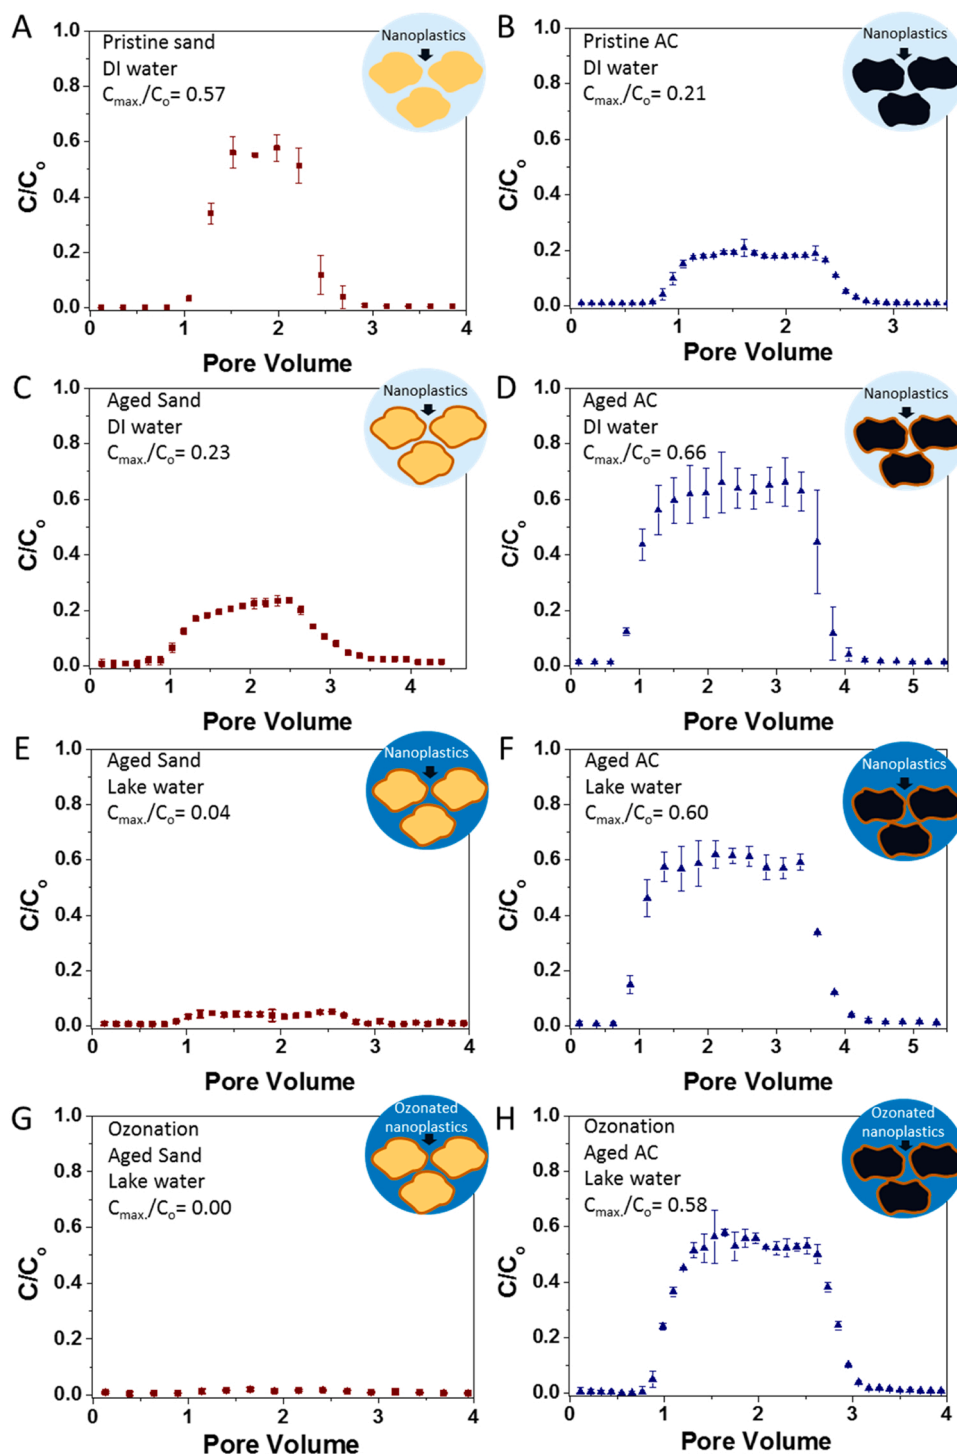 A
Pristine sand
DI water
Cmax./Co= 0.57
Nanoplastics
C/Co
1.0
0.8
0.6
0.4
0.2
0.0
0 1 2 3 4
Pore Volume
B
Pristine AC
DI water
Cmax./Co= 0.21
Nanoplastics
C/Co
1.0
0.8
0.6
0.4
0.2
0.0
0 1 2 3
Pore Volume
C
Aged Sand
DI water
Cmax./Co= 0.23
Nanoplastics
C/Co
1.0
0.8
0.6
0.4
0.2
0.0
0 1 2 3 4
Pore Volume
D
Aged AC
DI water
Cmax./Co= 0.66
Nanoplastics
C/Co
1.0
0.8
0.6
0.4
0.2
0.0
0 1 2 3 4 5
Pore Volume
E
Aged Sand
Lake water
Cmax./Co= 0.04
Nanoplastics
C/Co
1.0
0.8
0.6
0.4
0.2
0.0
0 1 2 3 4
Pore Volume
F
Aged AC
Lake water
Cmax./Co= 0.60
Nanoplastics
C/Co
1.0
0.8
0.6
0.4
0.2
0.0
0 1 2 3 4 5
Pore Volume
G
Ozonation
Aged Sand
Lake water
Cmax./Co= 0.00
Ozonated
nanoplastics
C/Co
1.0
0.8
0.6
0.4
0.2
0.0
0 1 2 3 4
Pore Volume
H
Ozonation
Aged AC
Lake water
Cmax./Co= 0.58
Ozonated
nanoplastics
C/Co
1.0
0.8
0.6
0.4
0.2
0.0
0 1 2 3 4
Pore Volume